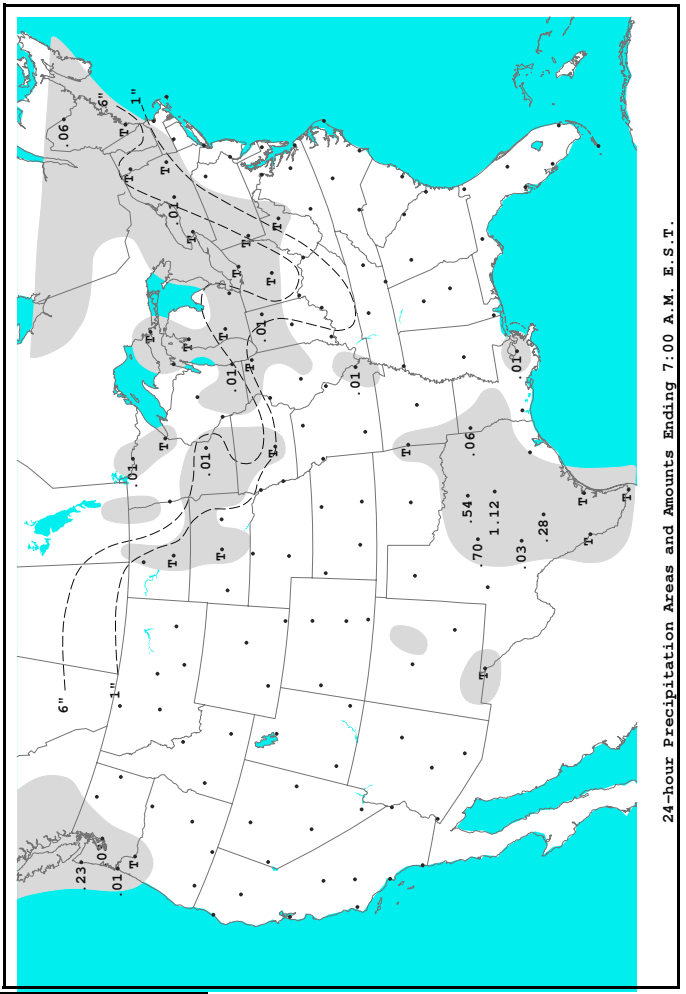 6"
.06
.23
.03
6"
.01
1"
T
T
T
1"
01
T
T
T
T
.01
T
T
.01
T
T
.01
T
T
T
.01
T
T
T
.01
T
.54
.06
.70
T
1.12
.03
.01
.28
T
T
T
24-hour Precipitation Areas and Amounts Ending 7:00 A.M. E.S.T.